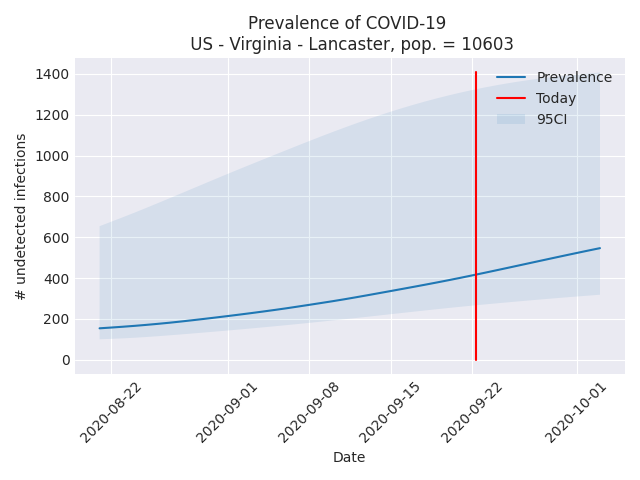 Prevalence of COVID-19
US - Virginia - Lancaster, pop. = 10603
Prevalence
Today
95CI
# undetected infections
1400
1200
1000
800
600
400
200
0
2020-08-22
2020-09-01
2020-09-08
2020-09-15
2020-09-22
2020-10-01
Date